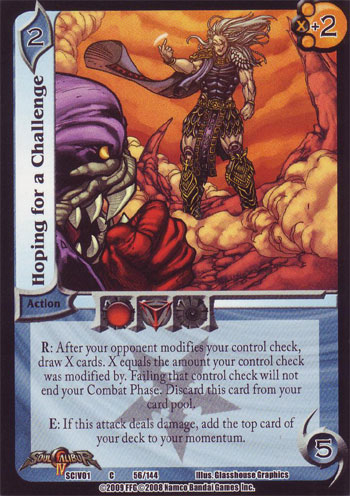 2
X +2
Hoping for a Challenge
Action
R: After your opponent modifies your control check,
draw X cards. X equals the amount your control check
was modified by. Failing that control check will not
end your Combat Phase. Discard this card from your
card pool.
E: If this attack deals damage, add the top card of
your deck to your momentum.
5
SOULCALIBUR
IV
SC/V01 C 56/144 Illus. Glasshouse Graphics
©2009 FFG ©2008 Namco Bandai Games Inc.